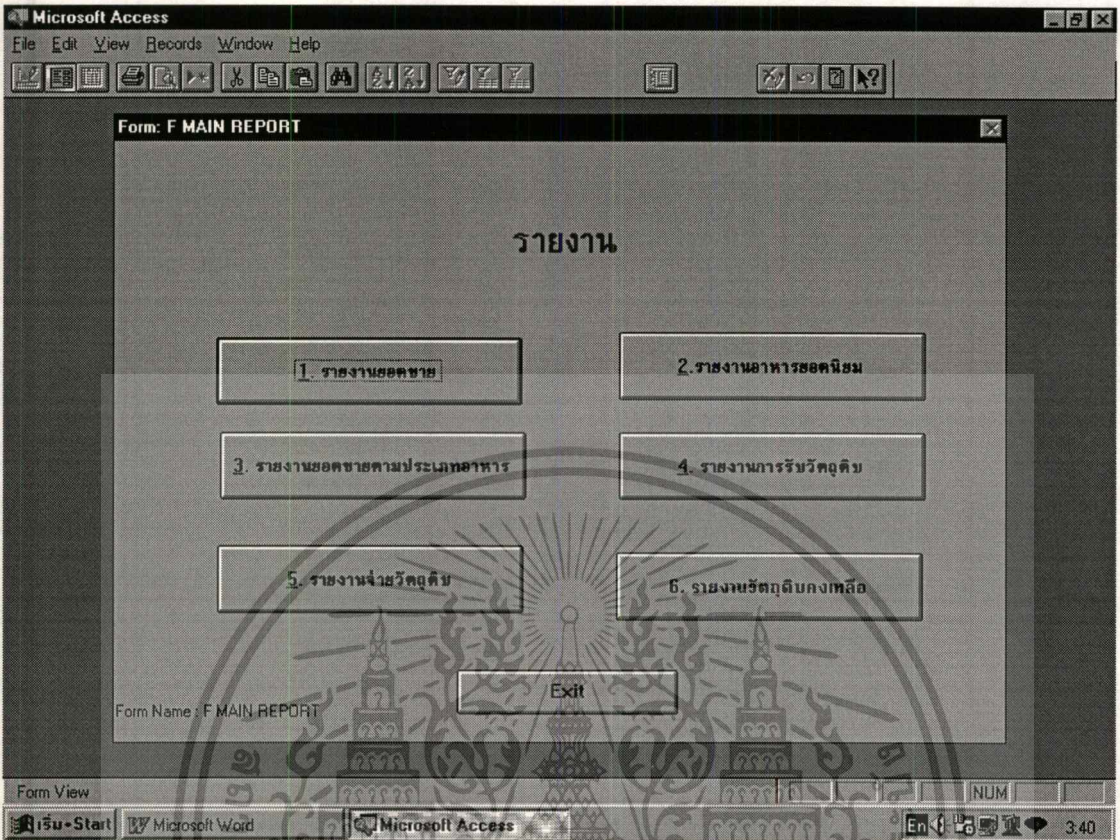 Microsoft Access
File Edit View Records Window Help
Form: F MAIN REPORT
รายงาน
1. รายงานยอดขาย
2.รายงานอาหารยอดนิยม
3. รายงานยอดขายตามประเภทอาหาร
4. รายงานการรับวัตถุดิบ
5. รายงานจ่ายวัตถุดิบ
6. รายงานวัตถุดิบคงเหลือ
Exit
Form Name : F MAIN REPORT
Form View
NUM
เริ่ม-Start Microsoft Word Microsoft Access En 3:40